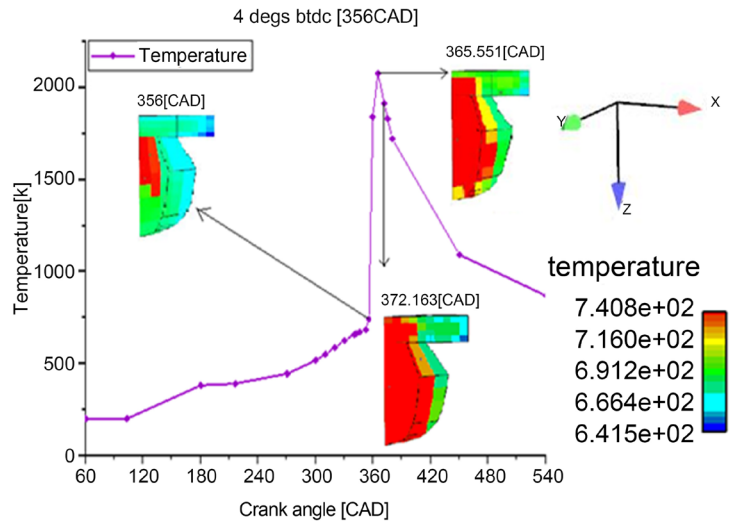 4 degs btdc [356CAD]
Temperature
2000
1500
1000
500
0
Temperature[k]
356[CAD]
365.551[CAD]
372.163[CAD]
X
Y
Z
temperature
7.408e+02
7.160e+02
6.912e+02
6.664e+02
6.415e+02
60 120 180 240 300 360 420 480 540
Crank angle [CAD]